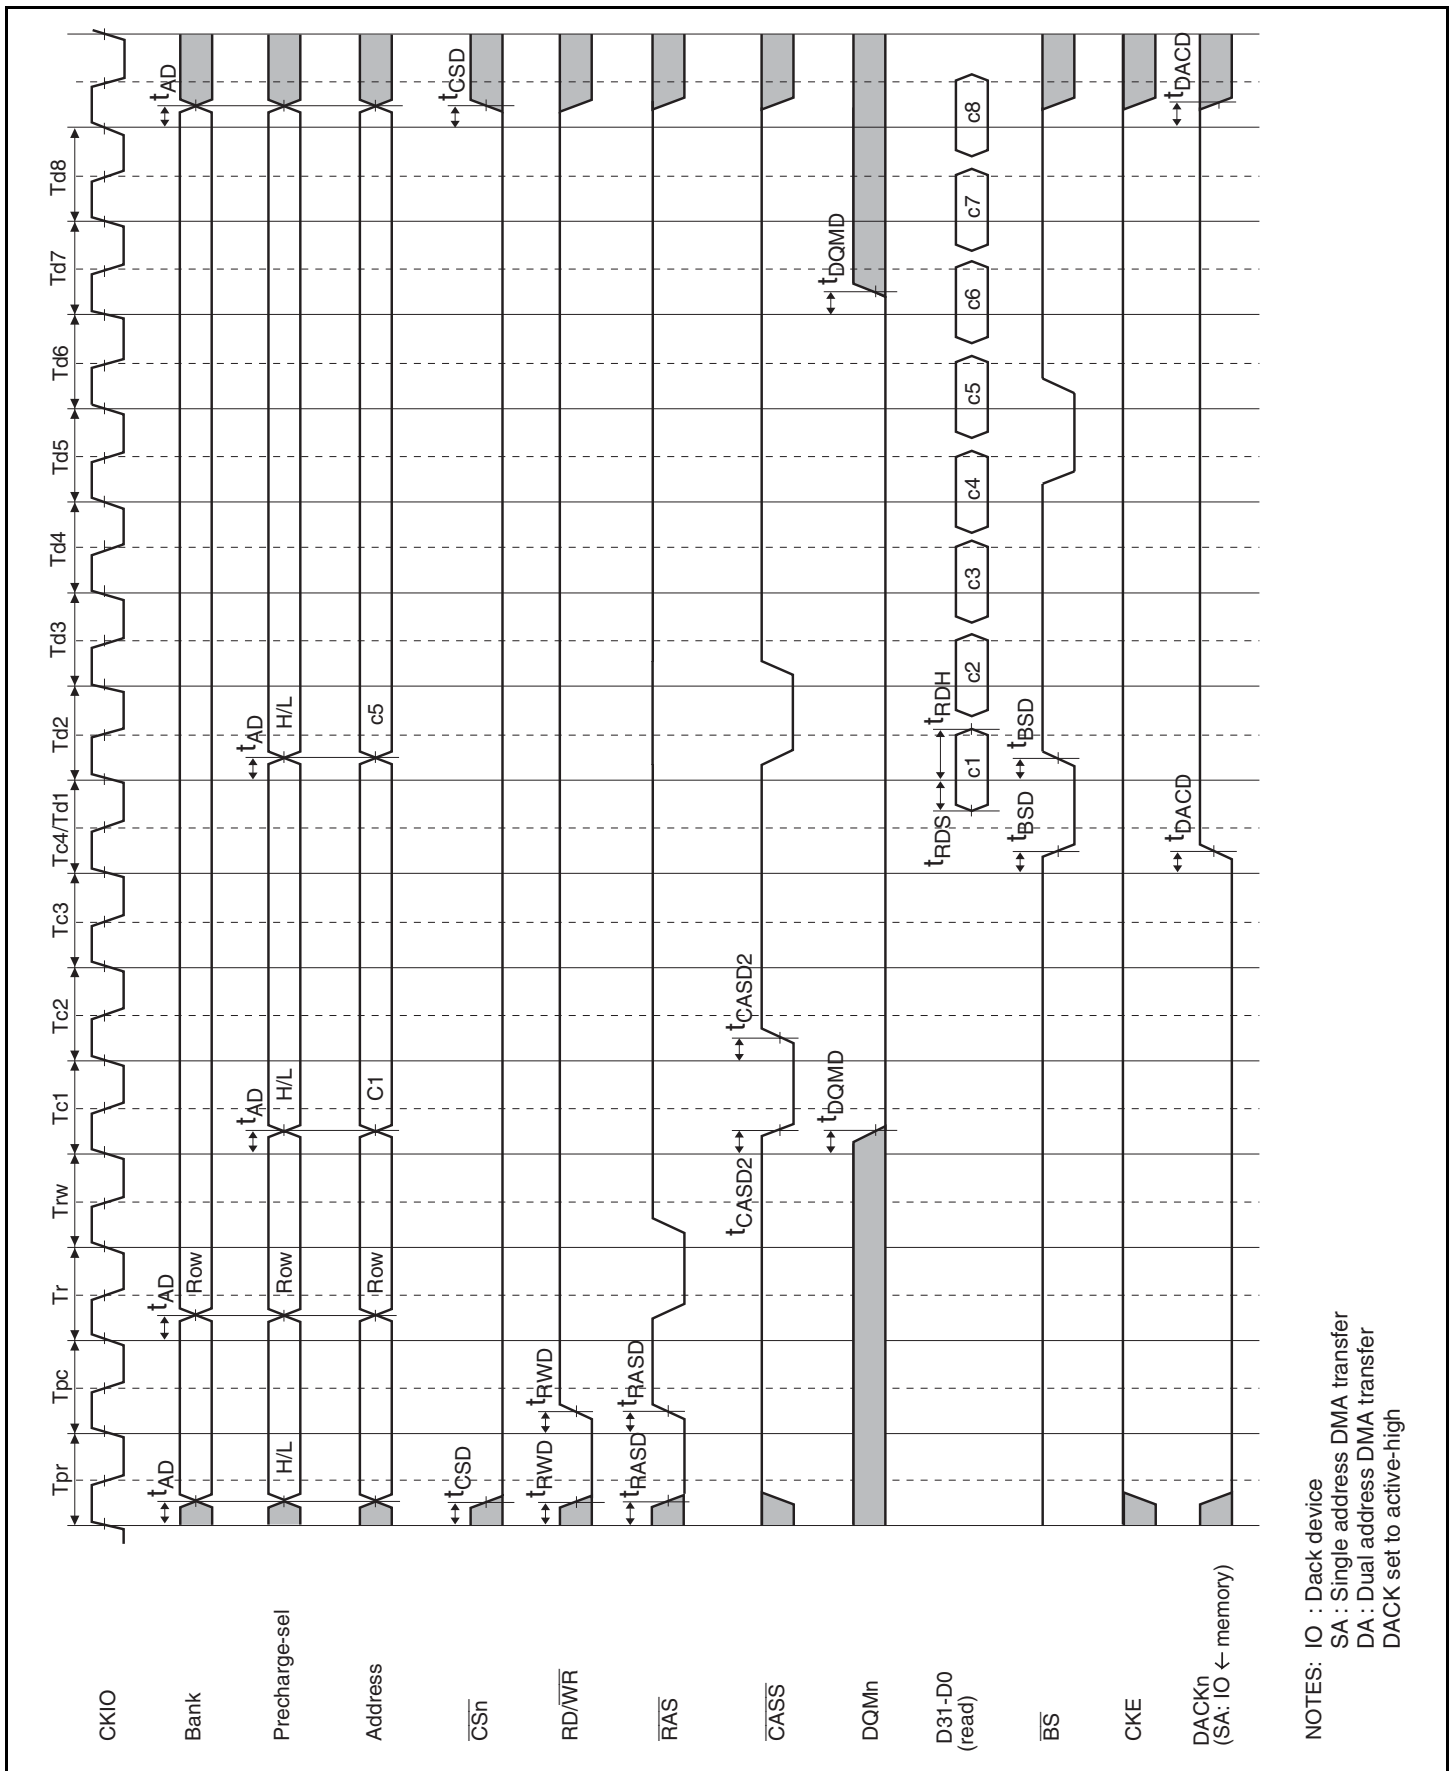 Tpr Tpc Tr Trw Tc1 Tc2 Tc3 Tc4/Td1 Td2 Td3 Td4 Td5 Td6 Td7 Td8
CKIO
Bank tAD tAD Row tAD
Precharge-sel H/L Row tAD H/L tAD H/L
Address Row C1 c5
CSn tCSD tCSD
RD/WR tRWD tRWD
RAS tRASD tRASD
CASS tCASD2 tCASD2
DQMn tDQMD tDQMD
D31-D0
(read) tRDS tRDH c1 c2 c3 c4 c5 c6 c7 c8
BS tBSD tBSD
CKE
DACKn
(SA: IO ← memory) tDACD tDACD
NOTES: IO : Dack device
SA : Single address DMA transfer
DA : Dual address DMA transfer
DACK set to active-high